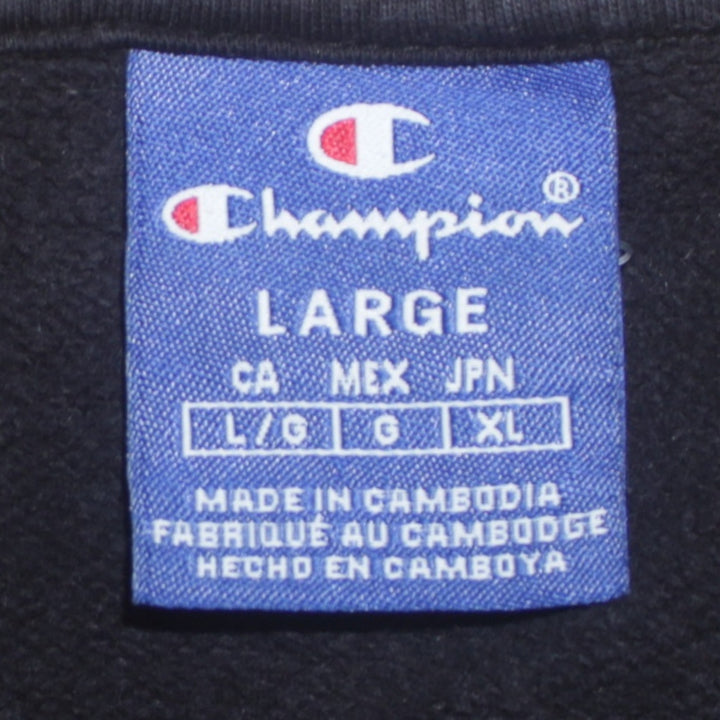 Champion®
LARGE
CA MEX JPN
L/G G XL
MADE IN CAMBODIA
FABRIQUÉ AU CAMBODGE
HECHO EN CAMBOYA